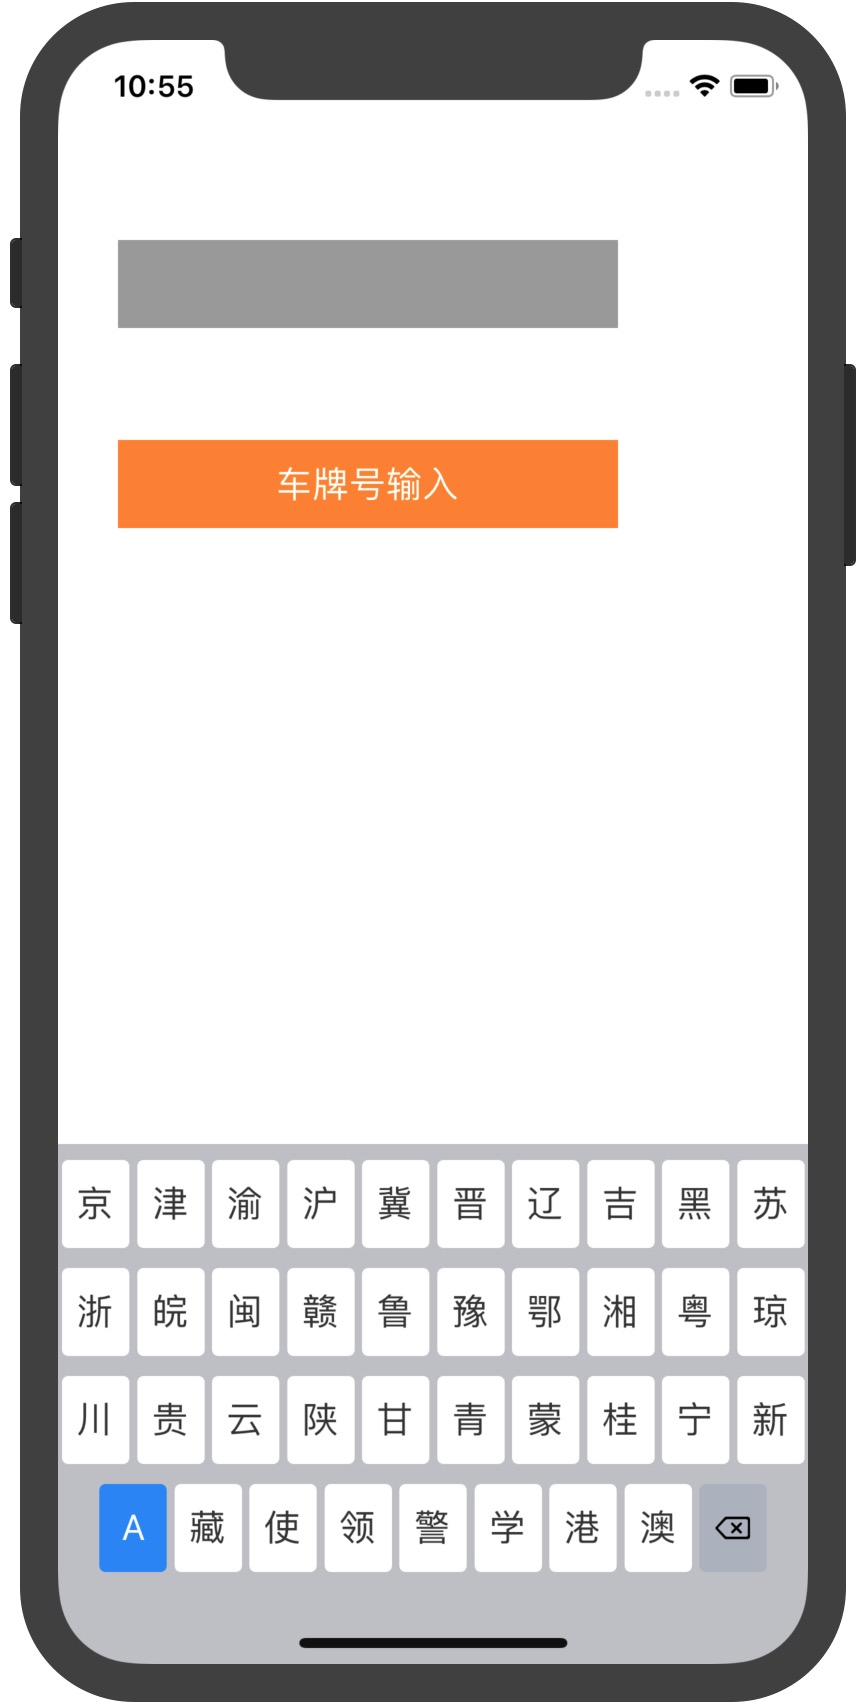 10:55
车牌号输入
京 津 渝 沪 冀 晋 辽 吉 黑 苏
浙 皖 闽 赣 鲁 豫 鄂 湘 粤 琼
川 贵 云 陕 甘 青 蒙 桂 宁 新
A 藏 使 领 警 学 港 澳